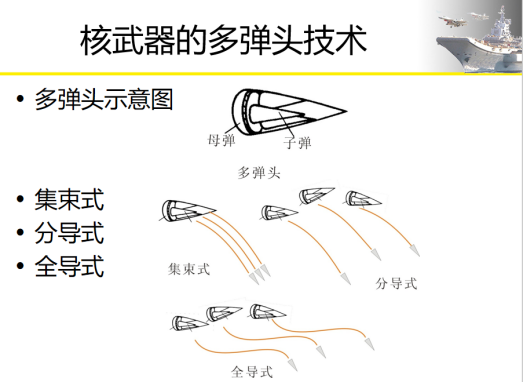 核武器的多弹头技术
• 多弹头示意图
母弹
子弹
多弹头
• 集束式
• 分导式
• 全导式
集束式
分导式
全导式